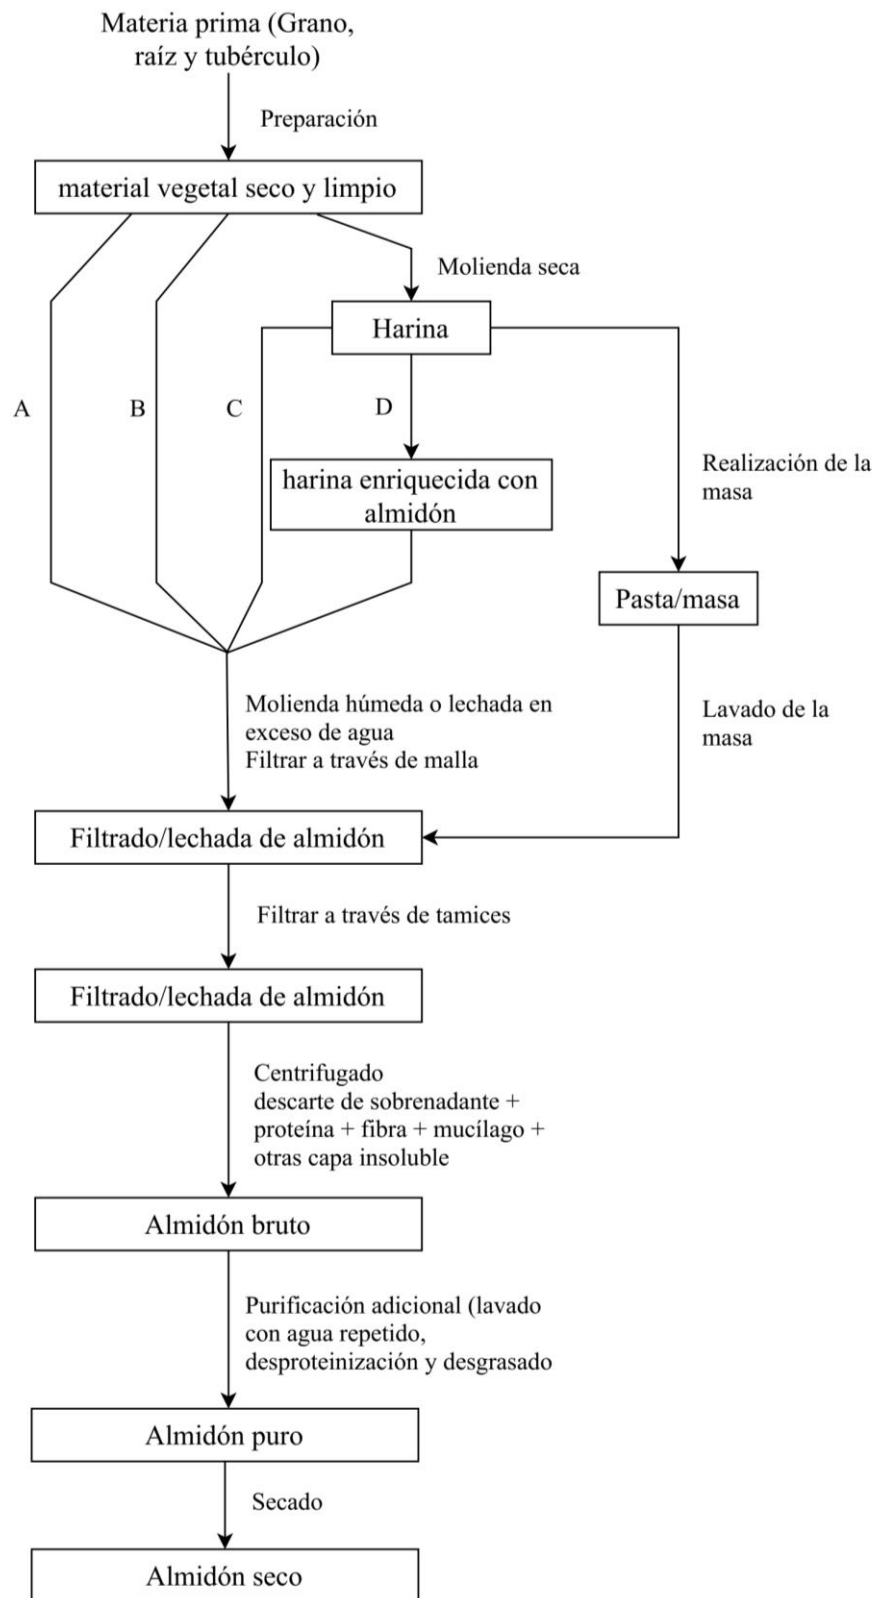 Materia prima (Grano,
raíz y tubérculo)
Preparación
material vegetal seco y limpio
Molienda seca
Harina
A
B
C
D
harina enriquecida con
almidón
Realización de la
masa
Pasta/masa
Molienda húmeda o lechada en
exceso de agua
Filtrar a través de malla
Lavado de la
masa
Filtrado/lechada de almidón
Filtrar a través de tamices
Filtrado/lechada de almidón
Centrifugado
descarte de sobrenadante +
proteína + fibra + mucílago +
otras capa insoluble
Almidón bruto
Purificación adicional (lavado
con agua repetido,
desproteinización y desgrasado
Almidón puro
Secado
Almidón seco